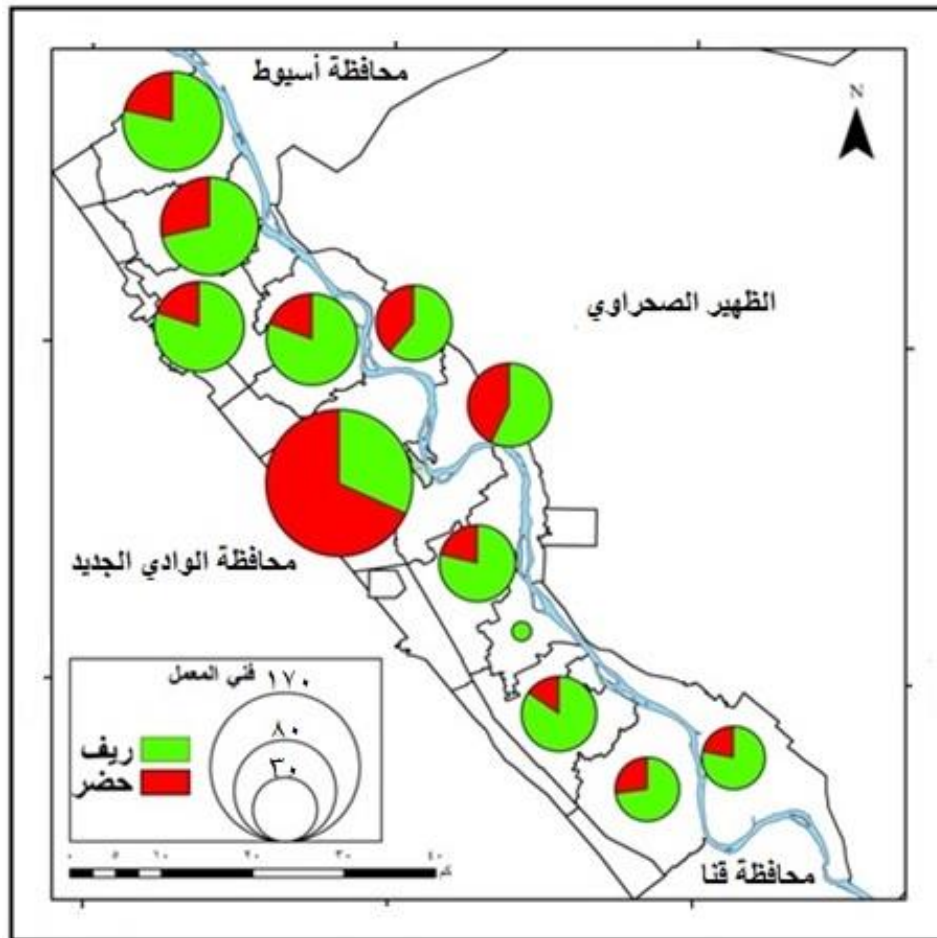 محافظة أسيوط
N
الظهير الصحراوي
محافظة الوادي الجديد
فني المعمل
١٧٠
٨٠
٣٠
ريف
حضر
٠ ٥ ١٠ ٢٠ ٣٠ ٤٠
كم
محافظة قنا